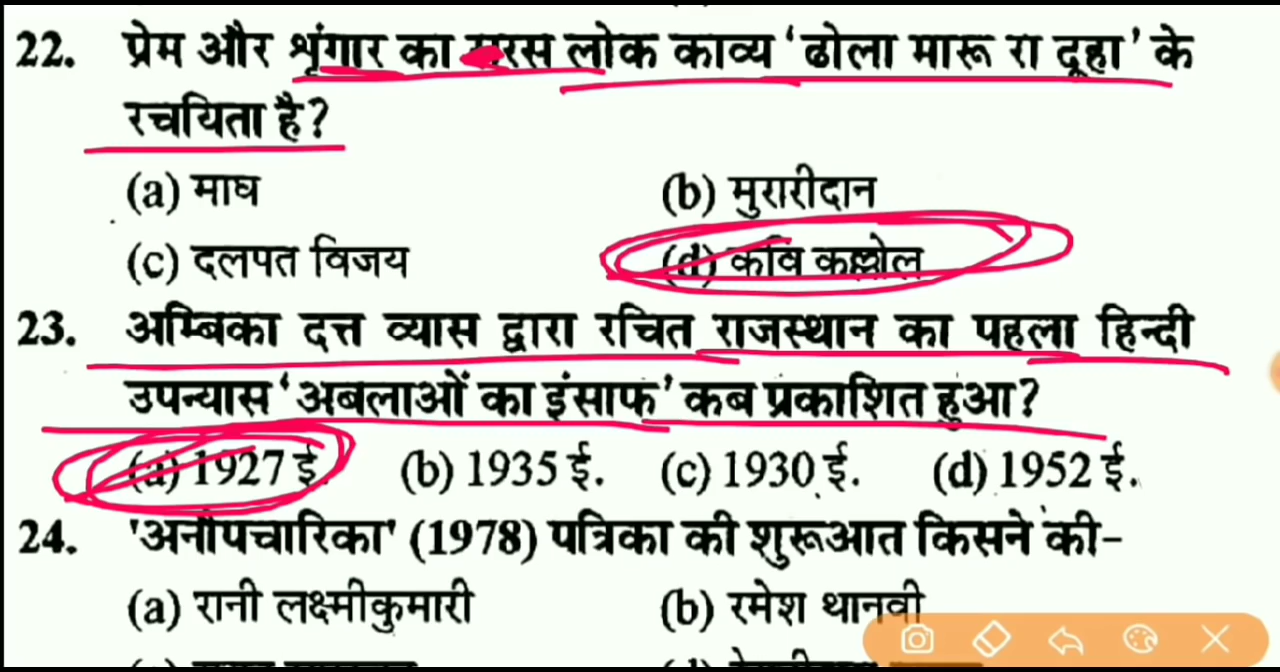 22. प्रेम और शृंगार का सरस लोक काव्य ‘ढोला मारू रा दूहा’ के
रचयिता है?
(a) माघ (b) मुरारीदान
(c) दलपत विजय (d) कवि कल्लोल
23. अम्बिका दत्त व्यास द्वारा रचित राजस्थान का पहला हिन्दी
उपन्यास ‘अबलाओं का इंसाफ’ कब प्रकाशित हुआ?
(a) 1927 ई. (b) 1935 ई. (c) 1930 ई. (d) 1952 ई.
24. 'अनौपचारिका' (1978) पत्रिका की शुरूआत किसने की–
(a) रानी लक्ष्मीकुमारी (b) रमेश थानवी